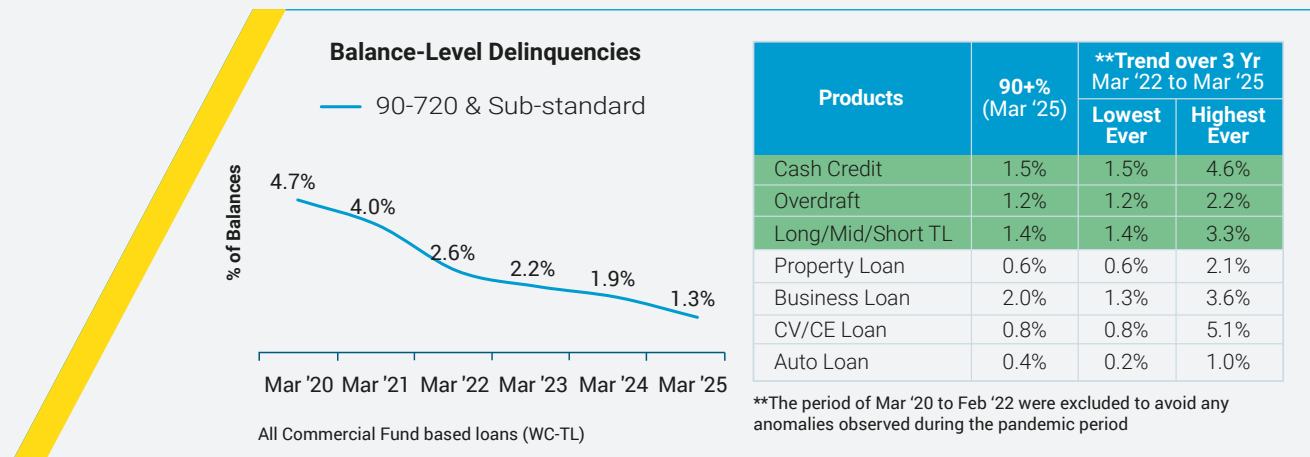 Balance-Level Delinquencies
90-720 & Sub-standard
% of Balances
4.7%
4.0%
2.6%
2.2%
1.9%
1.3%
Mar '20 Mar '21 Mar '22 Mar '23 Mar '24 Mar '25
All Commercial Fund based loans (WC-TL)
Products
90+%
(Mar ‘25)
**Trend over 3 Yr
Mar ‘22 to Mar ‘25
Lowest Ever
Highest Ever
Cash Credit 1.5% 1.5% 4.6%
Overdraft 1.2% 1.2% 2.2%
Long/Mid/Short TL 1.4% 1.4% 3.3%
Property Loan 0.6% 0.6% 2.1%
Business Loan 2.0% 1.3% 3.6%
CV/CE Loan 0.8% 0.8% 5.1%
Auto Loan 0.4% 0.2% 1.0%
**The period of Mar ‘20 to Feb ‘22 were excluded to avoid any
anomalies observed during the pandemic period